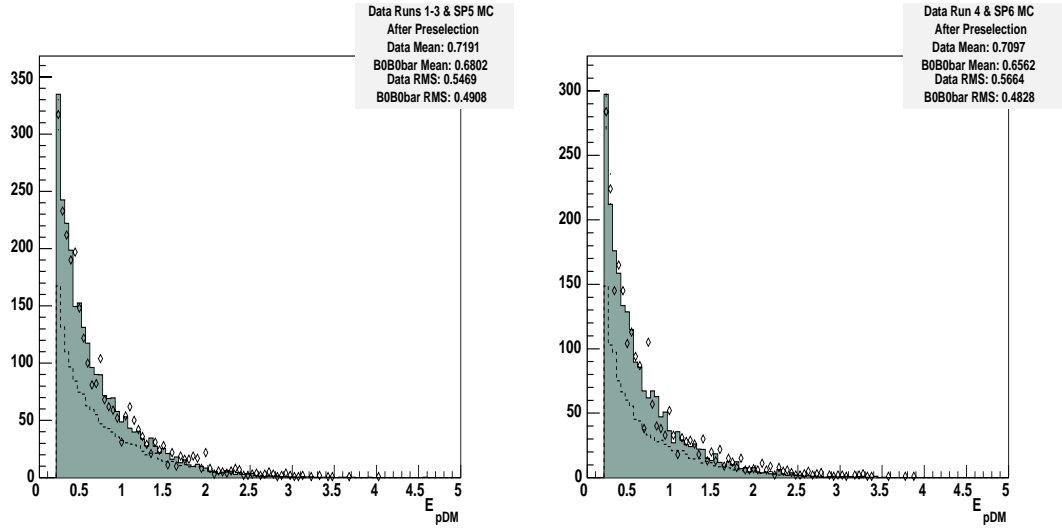 Data Runs 1-3 & SP5 MC
After Preselection
Data Mean: 0.7191
B0B0bar Mean: 0.6802
Data RMS: 0.5469
B0B0bar RMS: 0.4908
350
300
250
200
150
100
50
0
0 0.5 1 1.5 2 2.5 3 3.5 4 4.5 5
E
pDM
Data Run 4 & SP6 MC
After Preselection
Data Mean: 0.7097
B0B0bar Mean: 0.6562
Data RMS: 0.5664
B0B0bar RMS: 0.4828
300
250
200
150
100
50
0
0 0.5 1 1.5 2 2.5 3 3.5 4 4.5 5
E
pDM